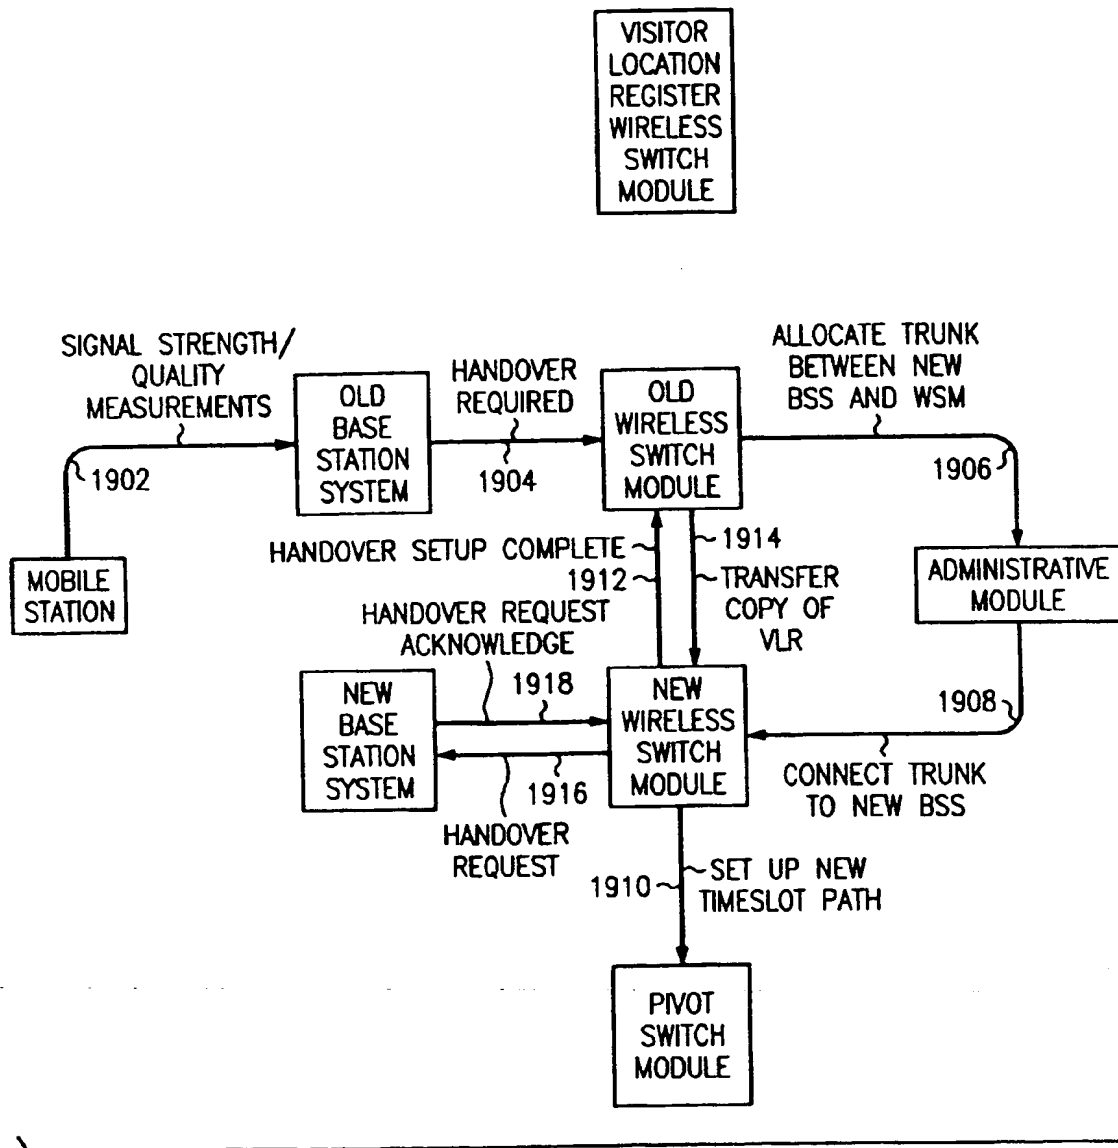 VISITOR
LOCATION
REGISTER
WIRELESS
SWITCH
MODULE
SIGNAL STRENGTH/
QUALITY
MEASUREMENTS
1902
MOBILE
STATION
OLD
BASE
STATION
SYSTEM
HANDOVER
REQUIRED
1904
OLD
WIRELESS
SWITCH
MODULE
ALLOCATE TRUNK
BETWEEN NEW
BSS AND WSM
1906
ADMINISTRATIVE
MODULE
1908
CONNECT TRUNK
TO NEW BSS
HANDOVER SETUP COMPLETE
1912
1914
TRANSFER
COPY OF
VLR
HANDOVER REQUEST
ACKNOWLEDGE
1918
NEW
BASE
STATION
SYSTEM
1916
HANDOVER
REQUEST
NEW
WIRELESS
SWITCH
MODULE
1910
SET UP NEW
TIMESLOT PATH
PIVOT
SWITCH
MODULE